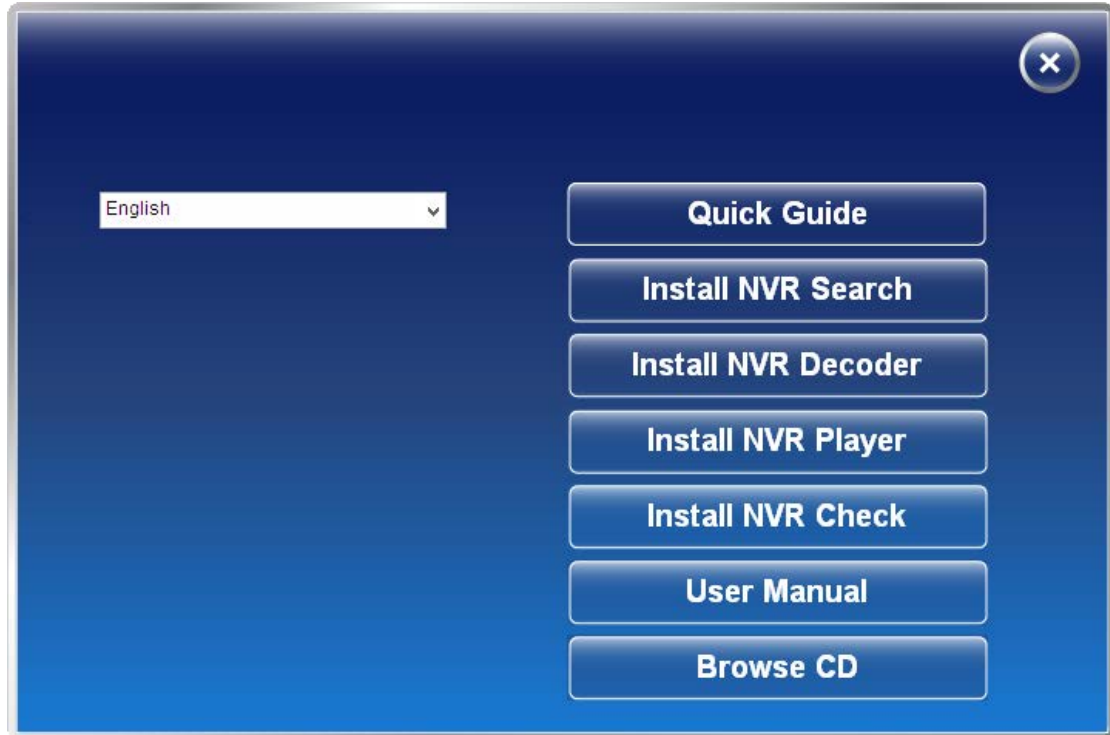 English
Quick Guide
Install NVR Search
Install NVR Decoder
Install NVR Player
Install NVR Check
User Manual
Browse CD